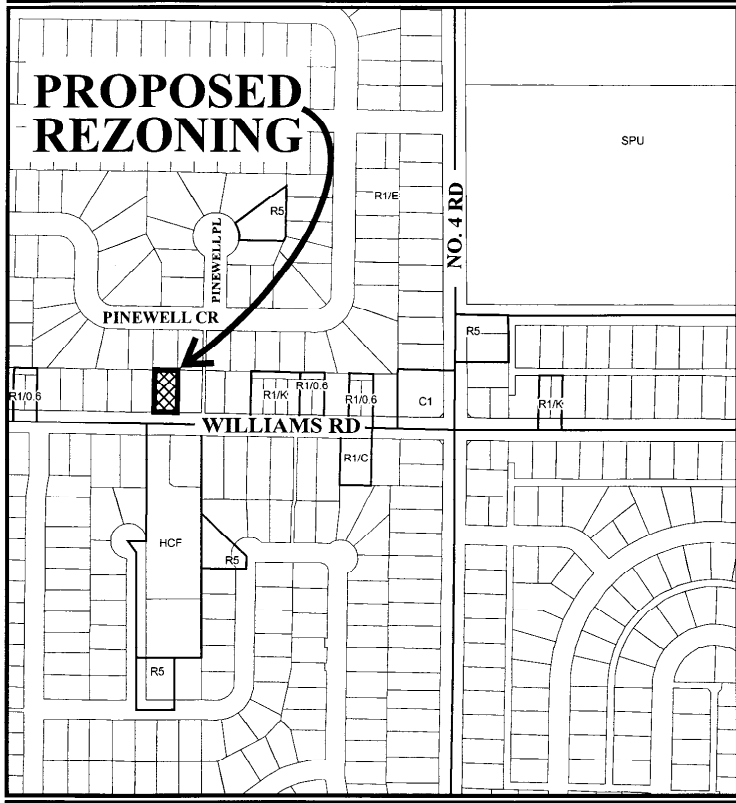 PROPOSED
REZONING
SPU
R1/E
R5
NO. 4 RD
PINEWELL PL
PINEWELL CR
R5
R1/0.6
R1/K
R1/0.6
R1/0.6
C1
R1/K
WILLIAMS RD
R1/C
HCF
R5
R5